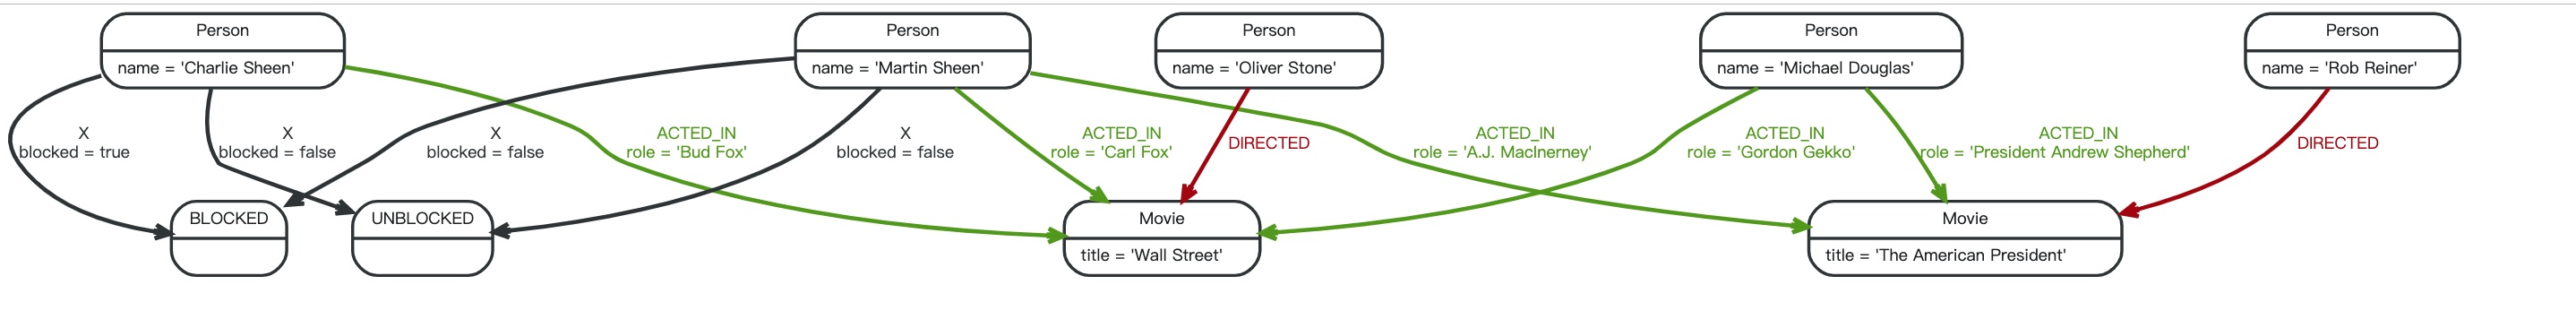 Person
name = 'Charlie Sheen'
Person
name = 'Martin Sheen'
Person
name = 'Oliver Stone'
Person
name = 'Michael Douglas'
Person
name = 'Rob Reiner'
X
blocked = true
X
blocked = false
X
blocked = false
ACTED_IN
role = 'Bud Fox'
X
blocked = false
ACTED_IN
role = 'Carl Fox'
DIRECTED
ACTED_IN
role = 'A.J. MacInerney'
ACTED_IN
role = 'Gordon Gekko'
ACTED_IN
role = 'President Andrew Shepherd'
DIRECTED
BLOCKED
UNBLOCKED
Movie
title = 'Wall Street'
Movie
title = 'The American President'